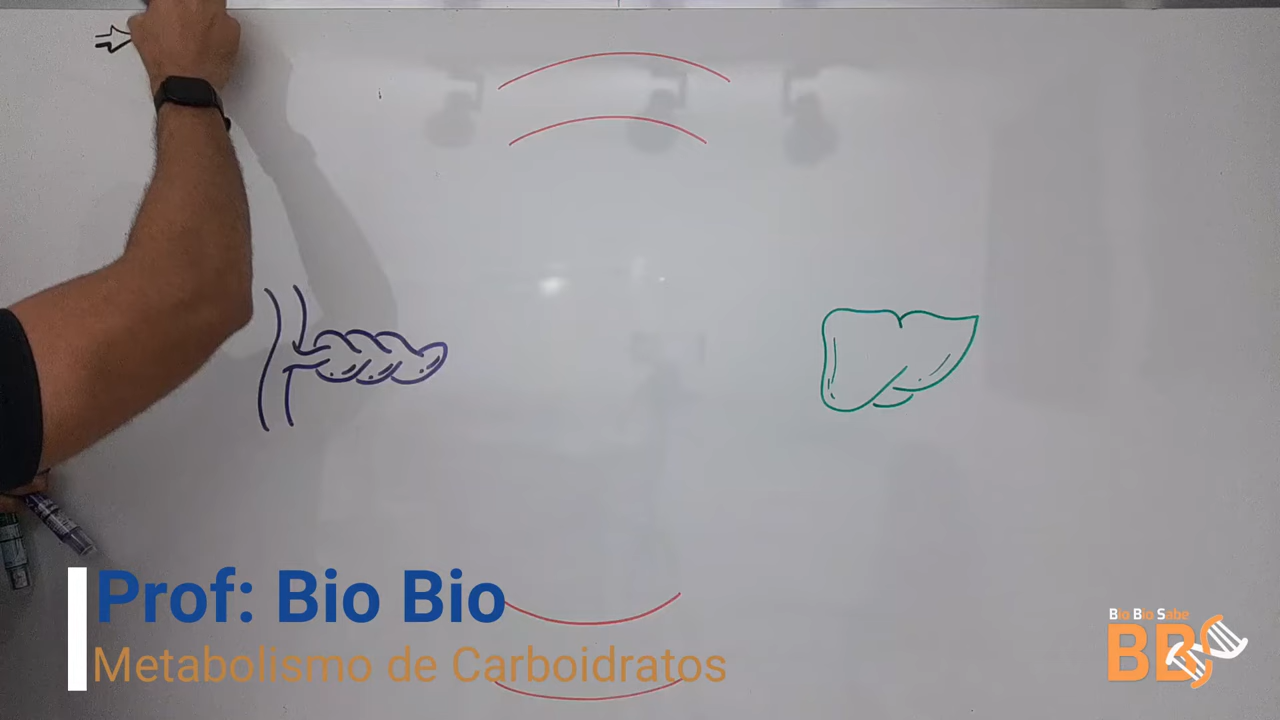 Prof: Bio Bio
Metabolismo de Carboidratos
Bio Bio Sabe
BBS